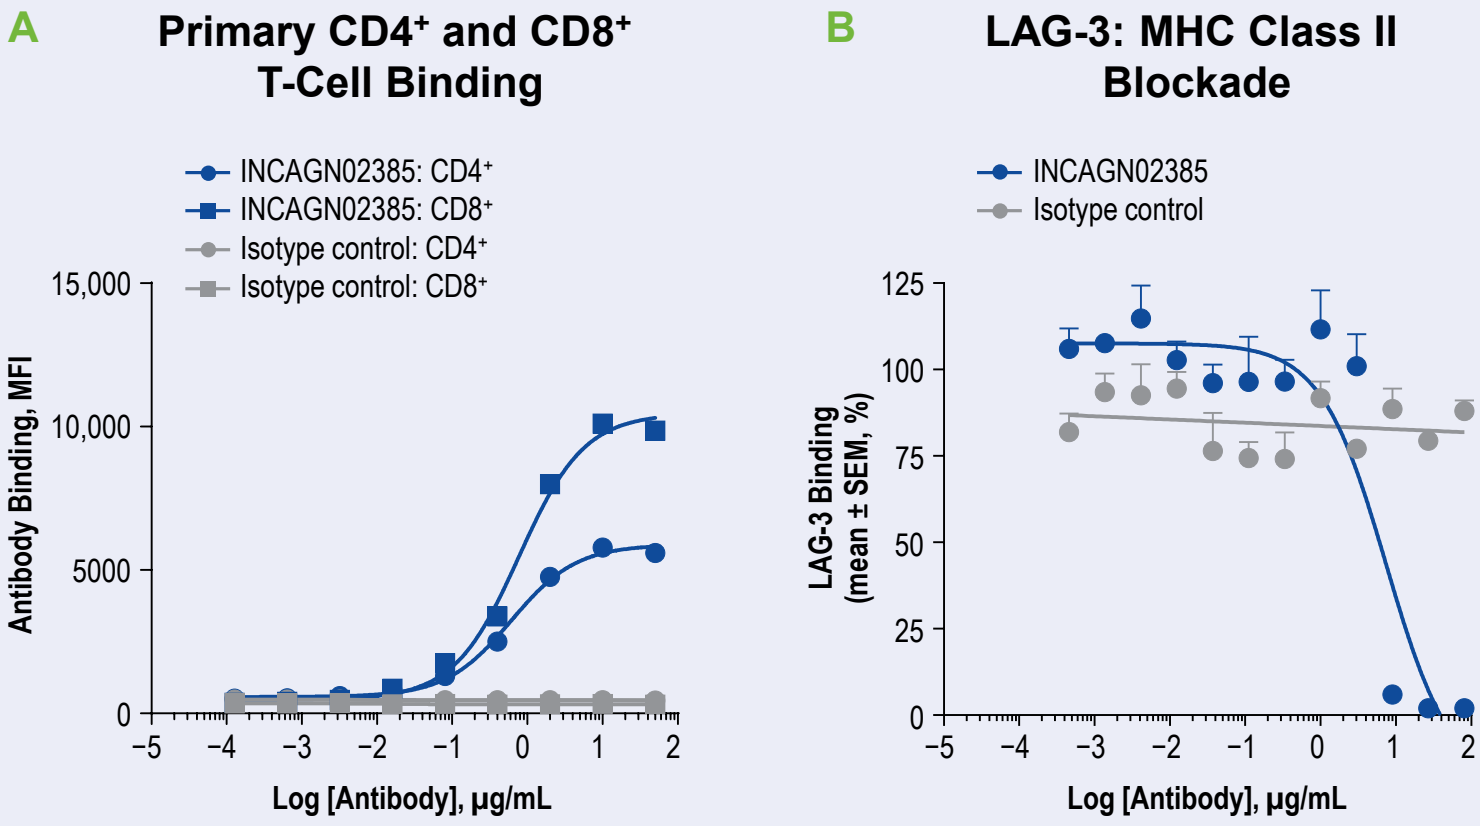 A
Primary CD4⁺ and CD8⁺
T-Cell Binding
INCAGN02385: CD4⁺
INCAGN02385: CD8⁺
Isotype control: CD4⁺
Isotype control: CD8⁺
15,000
10,000
5000
0
Antibody Binding, MFI
−5 −4 −3 −2 −1 0 1 2
Log [Antibody], µg/mL
B
LAG-3: MHC Class II
Blockade
INCAGN02385
Isotype control
125
100
75
50
25
0
LAG-3 Binding
(mean ± SEM, %)
−5 −4 −3 −2 −1 0 1 2
Log [Antibody], µg/mL